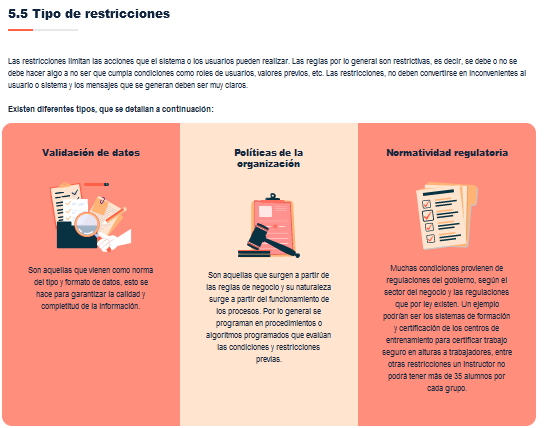 5.5 Tipo de restricciones
Las restricciones limitan las acciones que el sistema o los usuarios pueden realizar. Las reglas por lo general son restrictivas, es decir, se debe o no se
debe hacer algo a no ser que cumpla condiciones como roles de usuarios, valores previos, etc. Las restricciones, no deben convertirse en inconvenientes al
usuario o sistema y los mensajes que se generan deben ser muy claros.
Existen diferentes tipos, que se detallan a continuación:
Validación de datos
Son aquellas que vienen como norma
del tipo y formato de datos, esto se
hace para garantizar la calidad y
completitud de la información.
Políticas de la
organización
Son aquellas que surgen a partir de
las reglas de negocio y su naturaleza
surge a partir del funcionamiento de
los procesos. Por lo general se
programan en procedimientos o
algoritmos programados que evalúan
las condiciones y restricciones
previas.
Normatividad regulatoria
Muchas condiciones provienen de
regulaciones del gobierno, según el
sector del negocio y las regulaciones
que por ley existen. Un ejemplo
podrían ser los sistemas de formación
y certificación de los centros de
entrenamiento para certificar trabajo
seguro en alturas a trabajadores, entre
otras restricciones un instructor no
podrá tener más de 35 alumnos por
cada grupo.